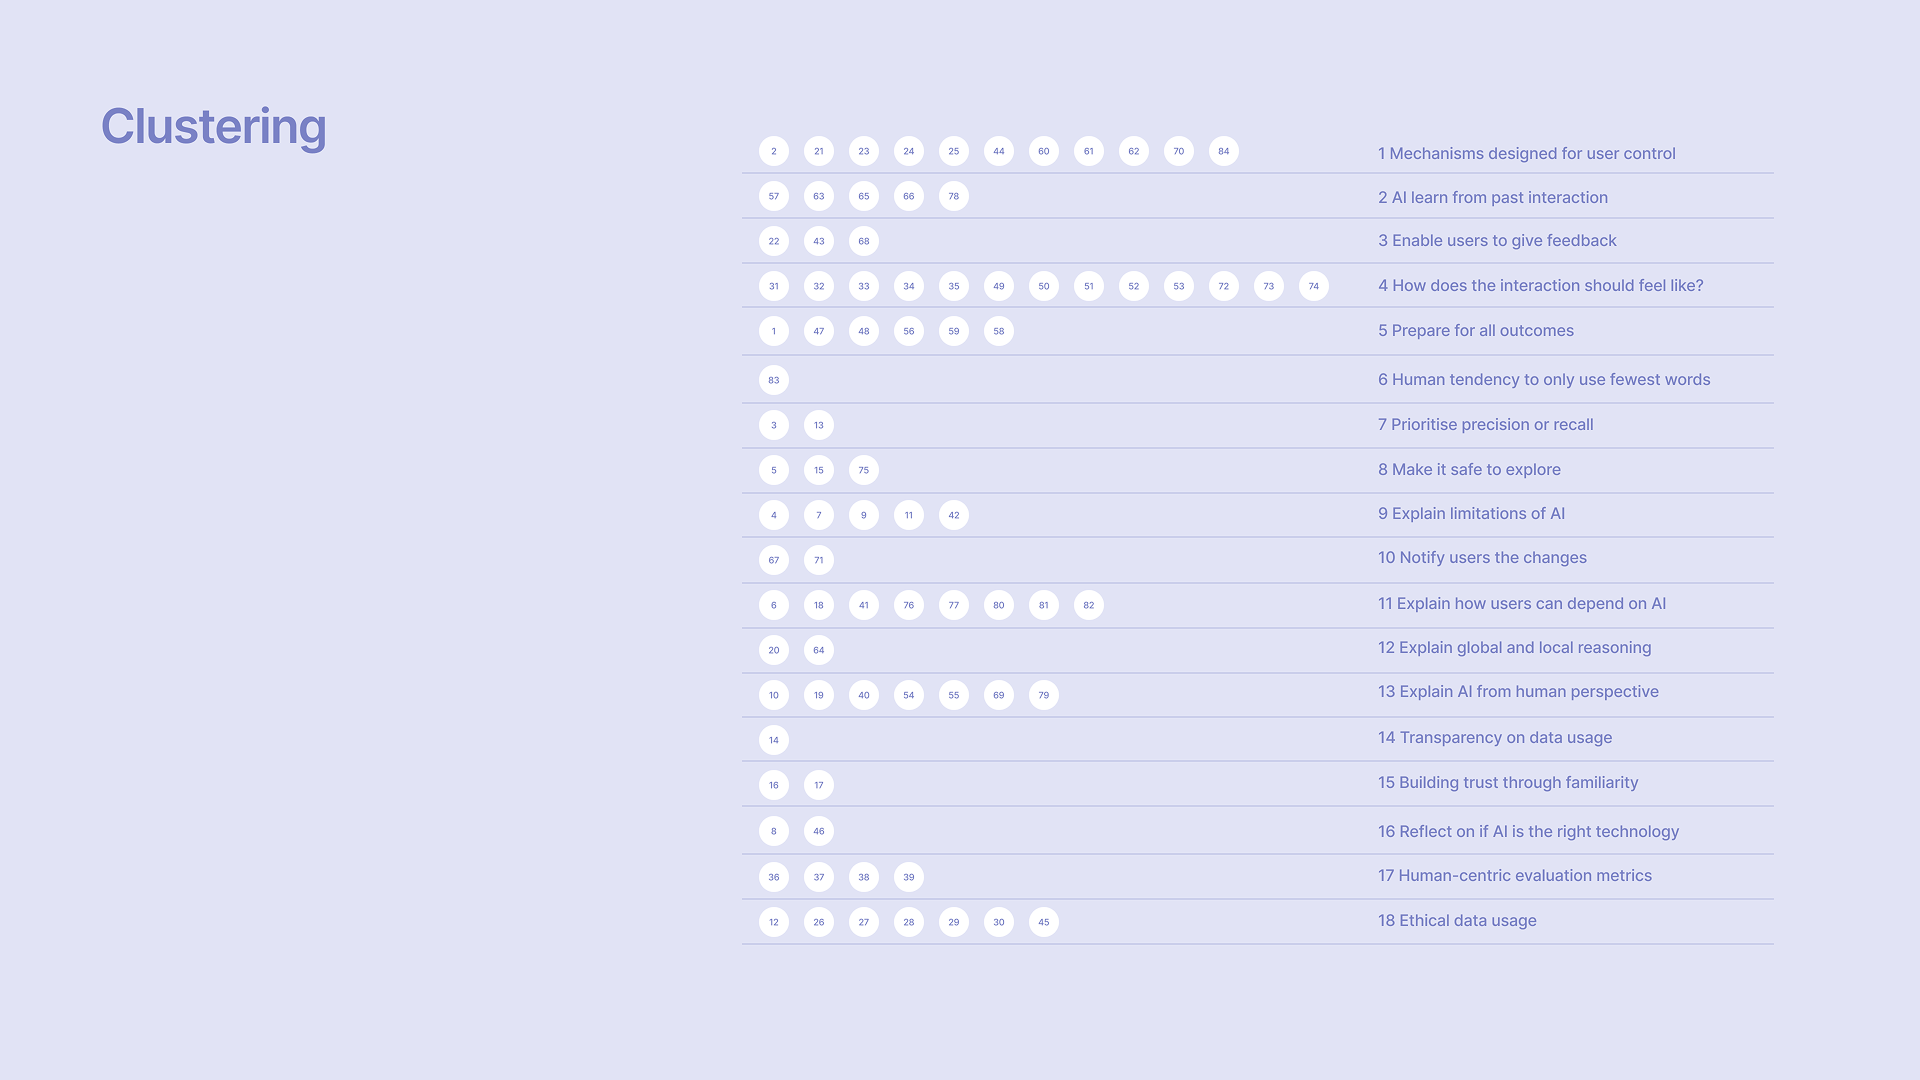 Clustering
2 21 23 24 25 44 60 61 62 70 84 1 Mechanisms designed for user control
57 63 65 66 78 2 AI learn from past interaction
22 43 68 3 Enable users to give feedback
31 32 33 34 35 49 50 51 52 53 72 73 74 4 How does the interaction should feel like?
1 47 48 56 59 58 5 Prepare for all outcomes
83 6 Human tendency to only use fewest words
3 13 7 Prioritise precision or recall
5 15 75 8 Make it safe to explore
4 7 9 11 42 9 Explain limitations of AI
67 71 10 Notify users the changes
6 18 41 76 77 80 81 82 11 Explain how users can depend on AI
20 64 12 Explain global and local reasoning
10 19 40 54 55 69 79 13 Explain AI from human perspective
14 14 Transparency on data usage
16 17 15 Building trust through familiarity
8 46 16 Reflect on if AI is the right technology
36 37 38 39 17 Human-centric evaluation metrics
12 26 27 28 29 30 45 18 Ethical data usage